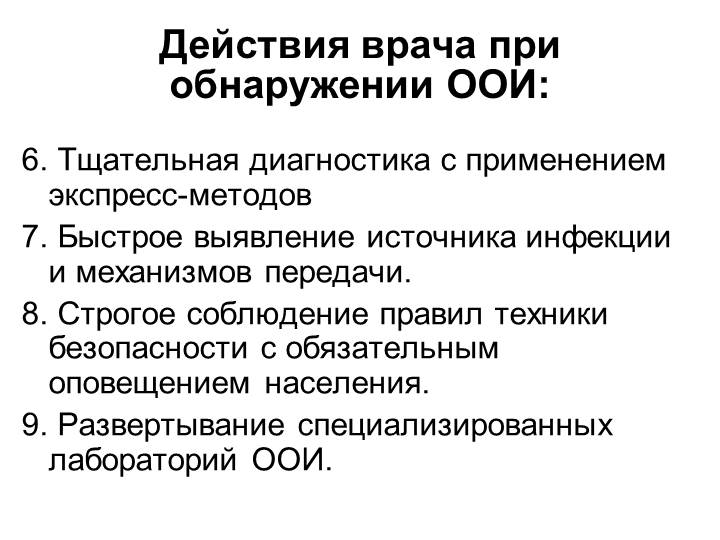 Действия врача при
обнаружении ООИ:
6. Тщательная диагностика с применением
экспресс-методов
7. Быстрое выявление источника инфекции
и механизмов передачи.
8. Строгое соблюдение правил техники
безопасности с обязательным
оповещением населения.
9. Развертывание специализированных
лабораторий ООИ.